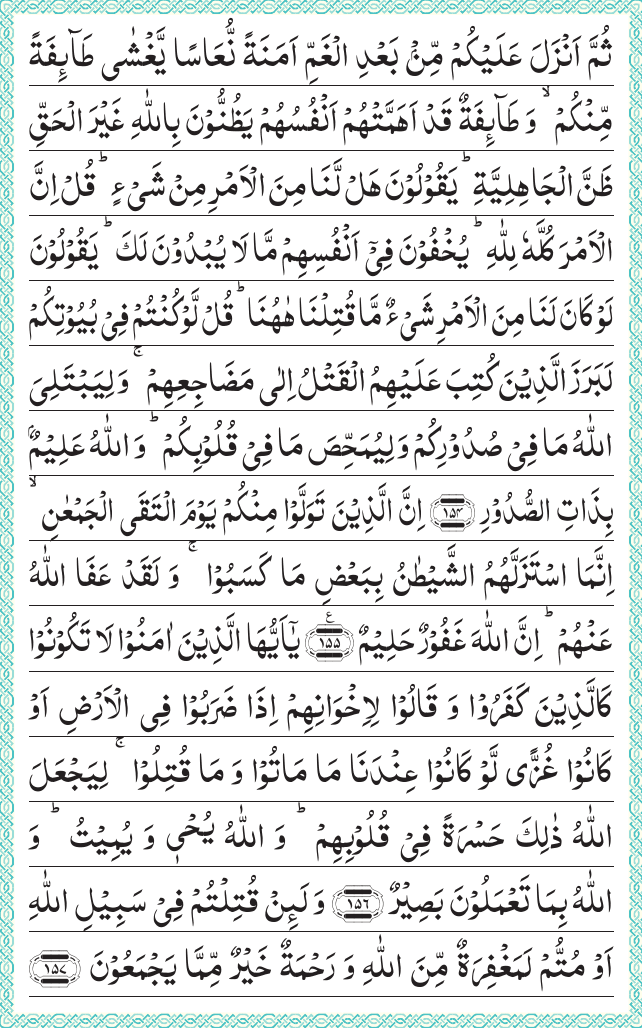 ثُمَّ اَنْزَلَ عَلَیْكُمْ مِّنْۢ بَعْدِ الْغَمِّ اَمَنَةً نُّعَاسًا یَّغْشٰى طَآىِٕفَةً
مِّنْكُمْ ۙ وَ طَآىِٕفَةٌ قَدْ اَهَمَّتْهُمْ اَنْفُسُهُمْ یَظُنُّوْنَ بِاللّٰهِ غَیْرَ الْحَقِّ
ظَنَّ الْجَاهِلِیَّةِ ؕ یَقُوْلُوْنَ هَلْ لَّنَا مِنَ الْاَمْرِ مِنْ شَیْءٍ ؕ قُلْ اِنَّ
الْاَمْرَ كُلَّهٗ لِلّٰهِ ؕ یُخْفُوْنَ فِیْۤ اَنْفُسِهِمْ مَّا لَا یُبْدُوْنَ لَكَ ؕ یَقُوْلُوْنَ
لَوْ كَانَ لَنَا مِنَ الْاَمْرِ شَیْءٌ مَّا قُتِلْنَا هٰهُنَا ؕ قُلْ لَّوْ كُنْتُمْ فِیْ بُیُوْتِكُمْ
لَبَرَزَ الَّذِیْنَ كُتِبَ عَلَیْهِمُ الْقَتْلُ اِلٰى مَضَاجِعِهِمْ ۚ وَ لِیَبْتَلِیَ
اللّٰهُ مَا فِیْ صُدُوْرِكُمْ وَ لِیُمَحِّصَ مَا فِیْ قُلُوْبِكُمْ ؕ وَ اللّٰهُ عَلِیْمٌۢ
بِذَاتِ الصُّدُوْرِ ﴿۱۵۴﴾ اِنَّ الَّذِیْنَ تَوَلَّوْا مِنْكُمْ یَوْمَ الْتَقَى الْجَمْعٰنِ ۙ
اِنَّمَا اسْتَزَلَّهُمُ الشَّیْطٰنُ بِبَعْضِ مَا كَسَبُوْا ۚ وَ لَقَدْ عَفَا اللّٰهُ
عَنْهُمْ ؕ اِنَّ اللّٰهَ غَفُوْرٌ حَلِیْمٌ ﴿۱۵۵﴾ ع یٰۤاَیُّهَا الَّذِیْنَ اٰمَنُوْا لَا تَكُوْنُوْا
كَالَّذِیْنَ كَفَرُوْا وَ قَالُوْا لِاِخْوَانِهِمْ اِذَا ضَرَبُوْا فِی الْاَرْضِ اَوْ
كَانُوْا غُزًّى لَّوْ كَانُوْا عِنْدَنَا مَا مَاتُوْا وَ مَا قُتِلُوْا ۚ لِیَجْعَلَ
اللّٰهُ ذٰلِكَ حَسْرَةً فِیْ قُلُوْبِهِمْ ؕ وَ اللّٰهُ یُحْیٖ وَ یُمِیْتُ ؕ وَ
اللّٰهُ بِمَا تَعْمَلُوْنَ بَصِیْرٌ ﴿۱۵۶﴾ وَ لَىِٕنْ قُتِلْتُمْ فِیْ سَبِیْلِ اللّٰهِ
اَوْ مُتُّمْ لَمَغْفِرَةٌ مِّنَ اللّٰهِ وَ رَحْمَةٌ خَیْرٌ مِّمَّا یَجْمَعُوْنَ ﴿۱۵۷﴾